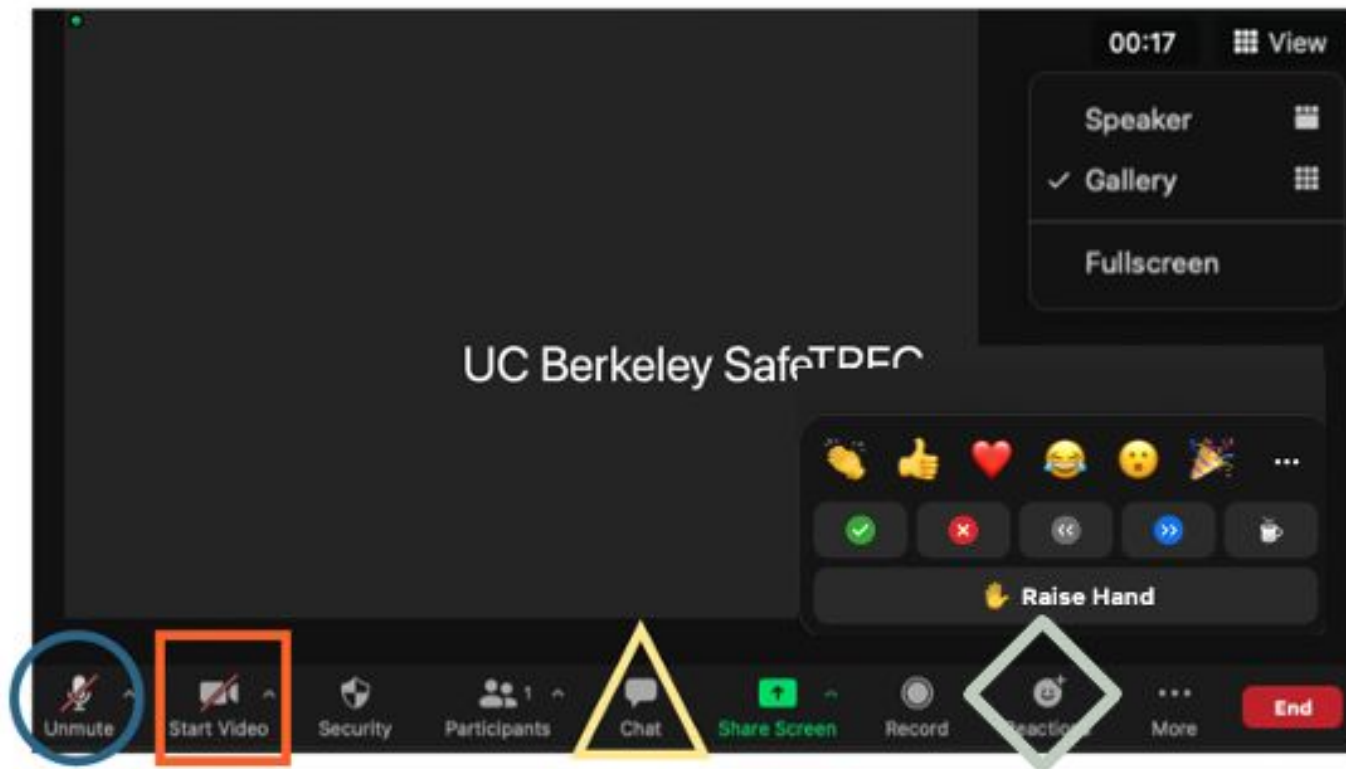 00:17 View
Speaker
Gallery
Fullscreen
UC Berkeley SafeTREC
Raise Hand
Unmute
Start Video
Security
Participants 1
Chat
Share Screen
Record
Reactions
More
End